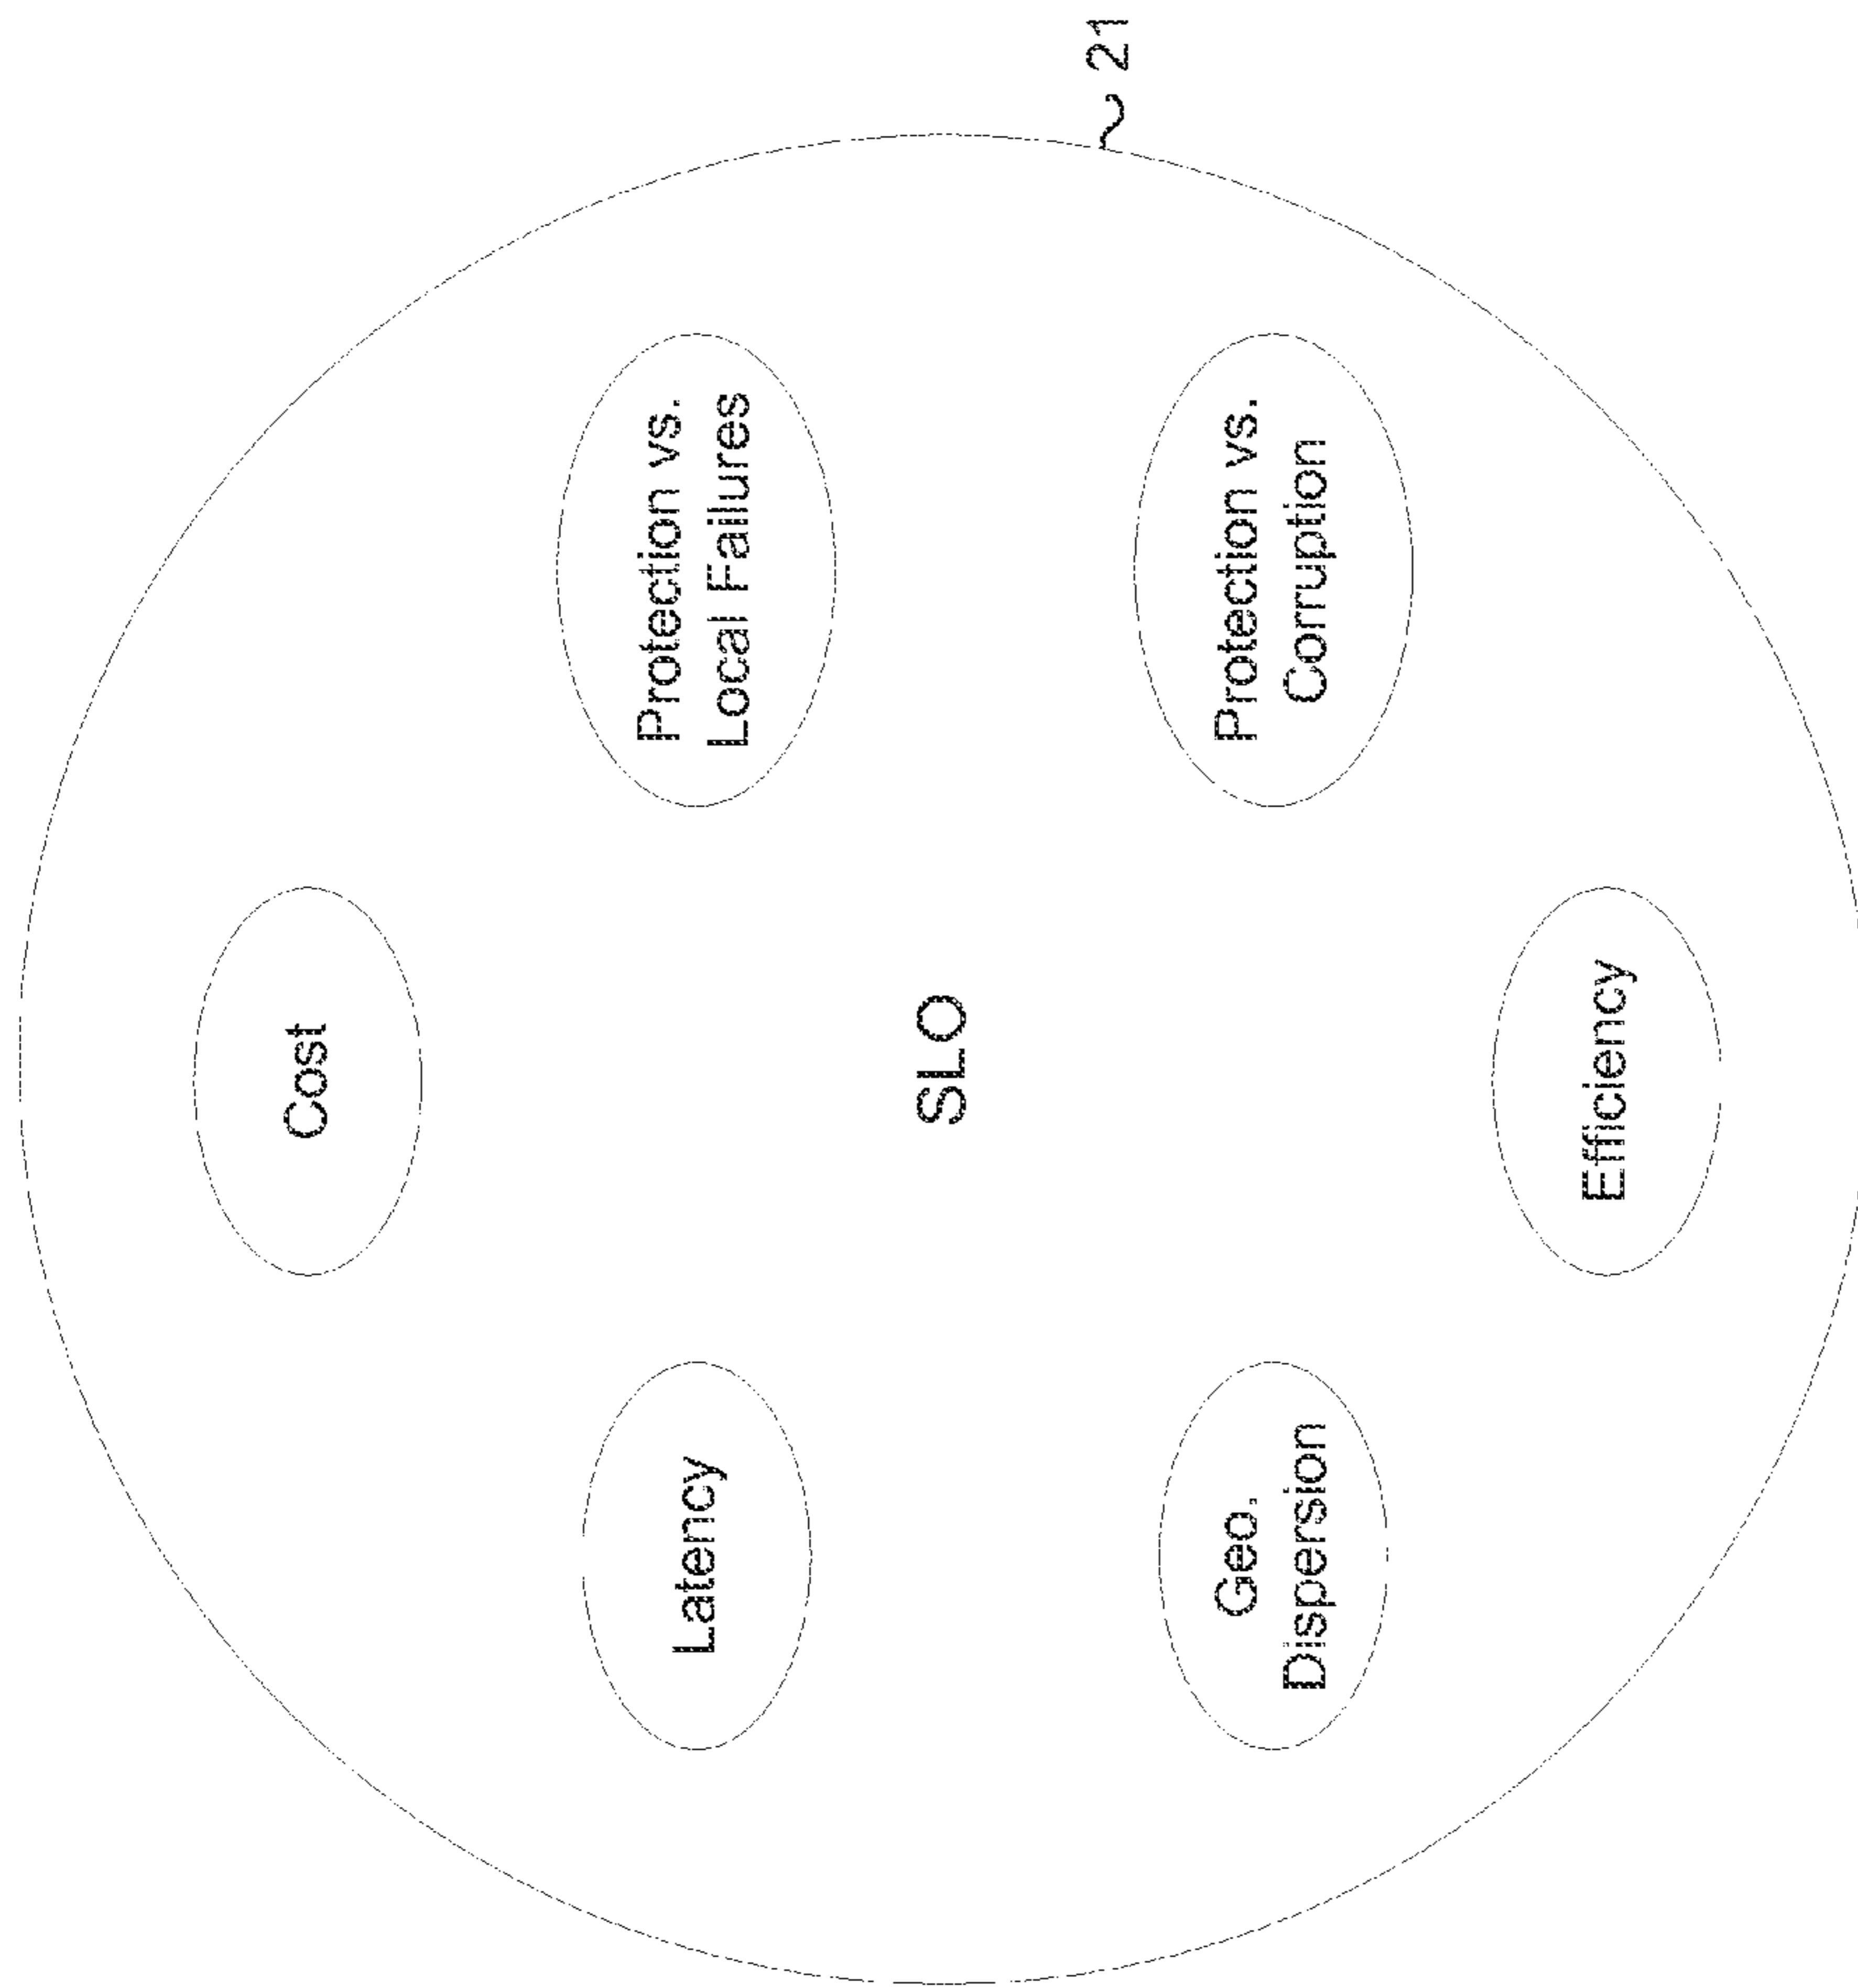 Cost
Latency
Protection vs.
Local Failures
SLO
Geo.
Dispersion
Protection vs.
Corruption
Efficiency
21